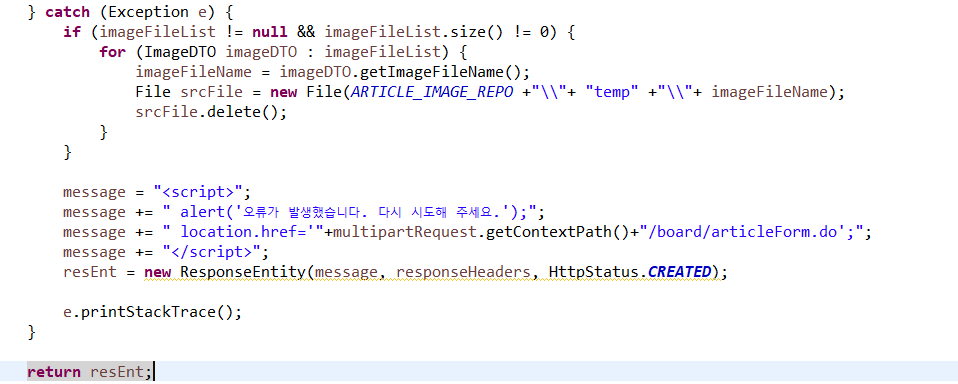 } catch (Exception e) {
if (imageFileList != null && imageFileList.size() != 0) {
for (ImageDTO imageDTO : imageFileList) {
imageFileName = imageDTO.getImageFileName();
File srcFile = new File(ARTICLE_IMAGE_REPO +"\\"+ "temp" +"\\"+ imageFileName);
srcFile.delete();
}
}
message = "<script>";
message += " alert('오류가 발생했습니다. 다시 시도해 주세요.');";
message += " location.href='"+multipartRequest.getContextPath()+"/board/articleForm.do';";
message += "</script>";
resEnt = new ResponseEntity(message, responseHeaders, HttpStatus.CREATED);
e.printStackTrace();
}
return resEnt;